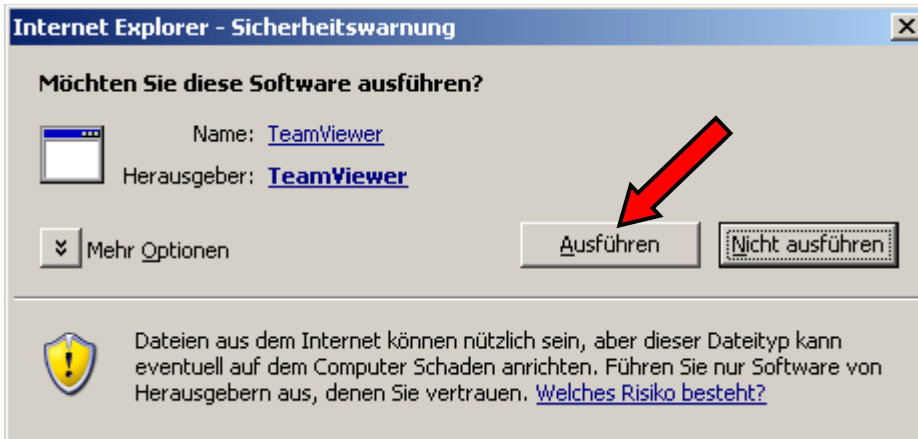 Internet Explorer - Sicherheitswarnung
Möchten Sie diese Software ausführen?
Name: TeamViewer
Herausgeber: TeamViewer
Mehr Optionen
Ausführen
Nicht ausführen
Dateien aus dem Internet können nützlich sein, aber dieser Dateityp kann
eventuell auf dem Computer Schaden anrichten. Führen Sie nur Software von
Herausgebern aus, denen Sie vertrauen. Welches Risiko besteht?